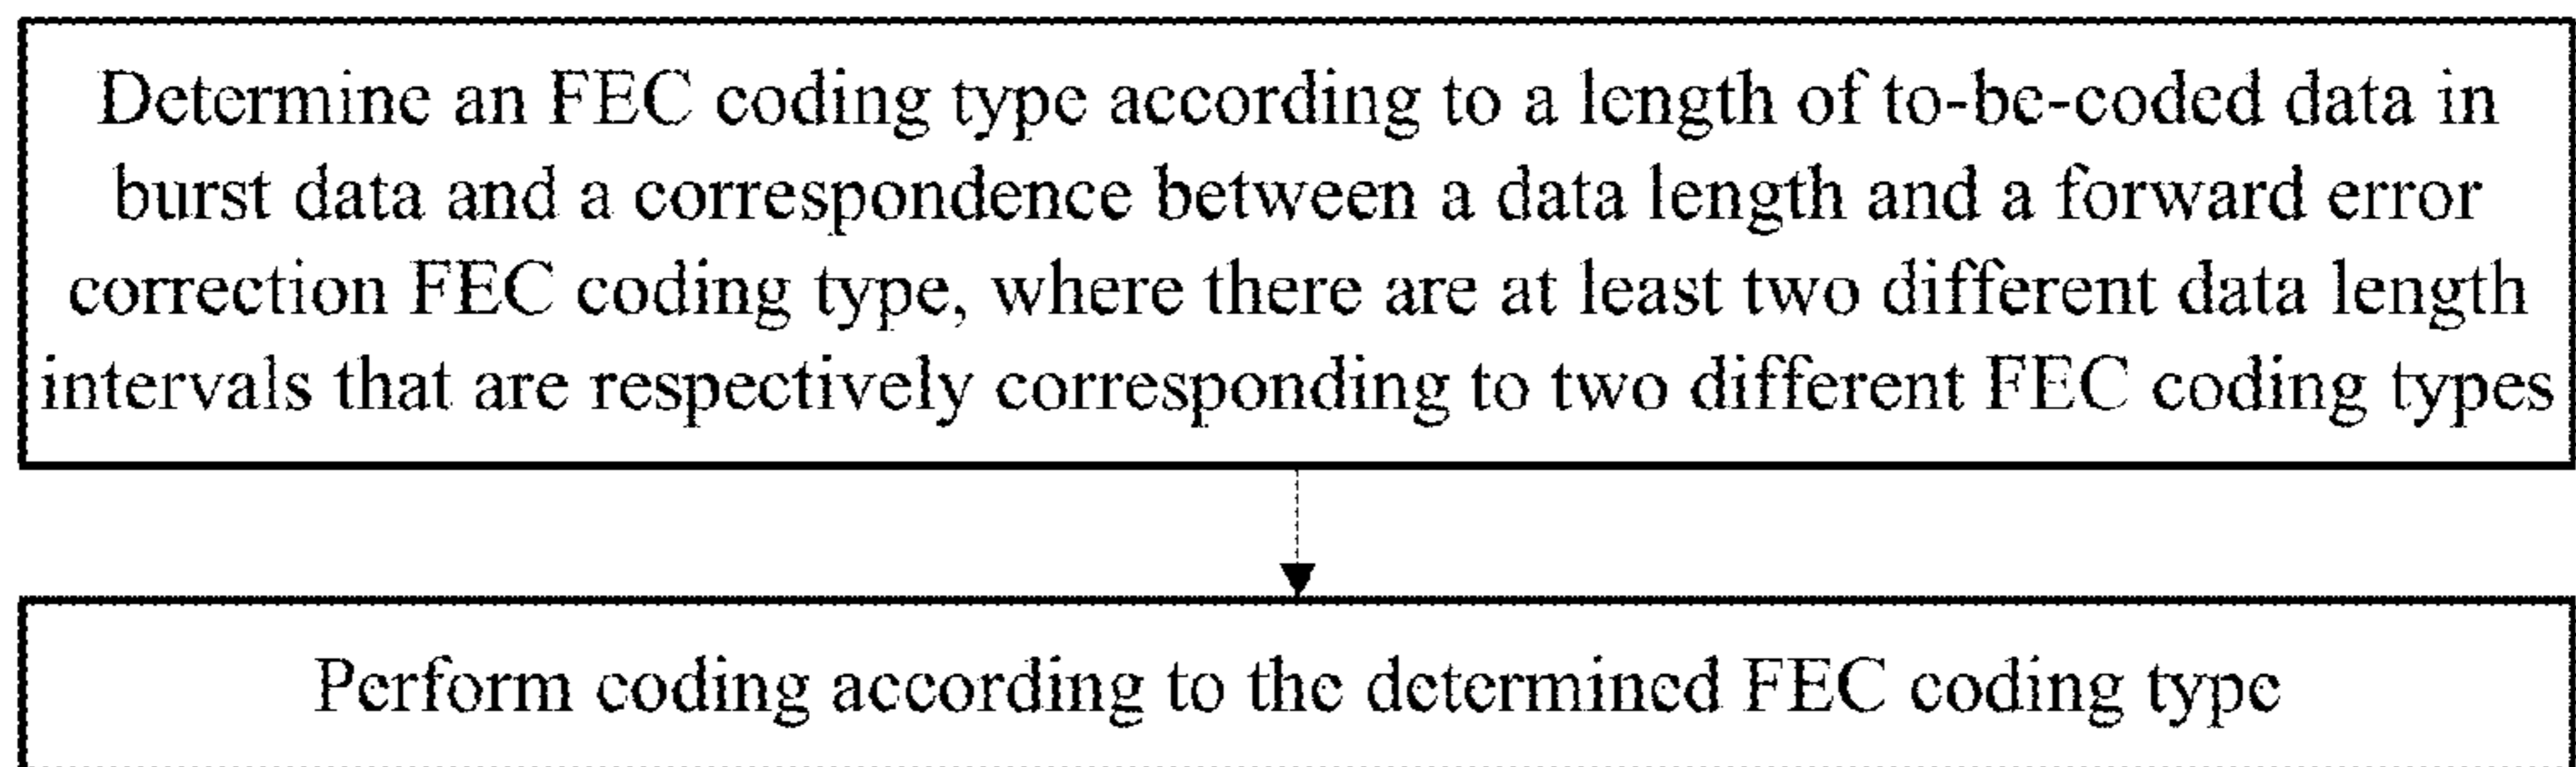 Determine an FEC coding type according to a length of to-be-coded data in
burst data and a correspondence between a data length and a forward error
correction FEC coding type, where there are at least two different data length
intervals that are respectively corresponding to two different FEC coding types
Perform coding according to the determined FEC coding type